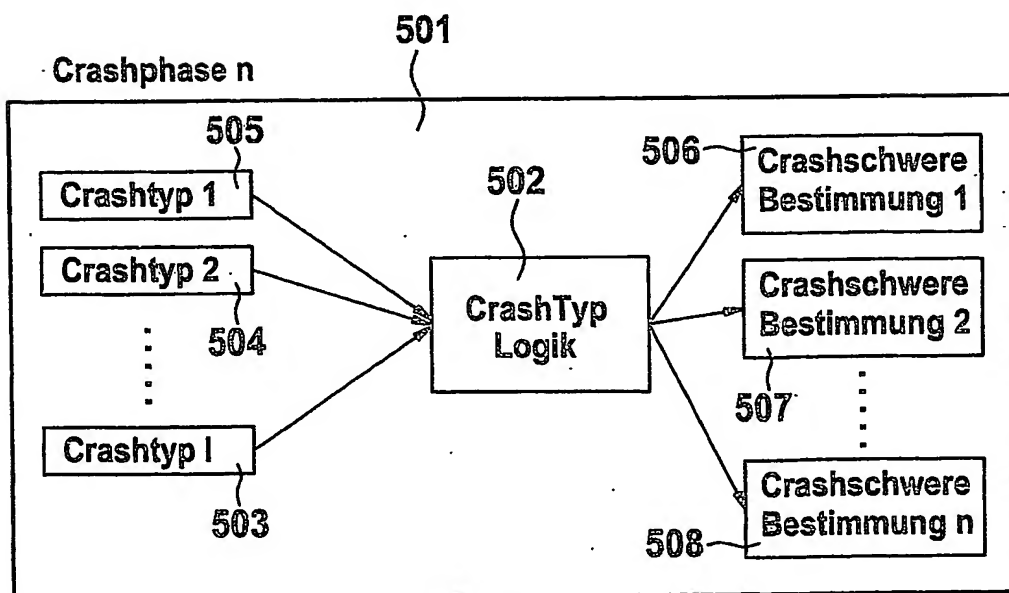 501
Crashphase n
505
Crashtyp 1
Crashtyp 2
504
Crashtyp l
503
502
CrashTyp
Logik
506
Crashschwere
Bestimmung 1
Crashschwere
Bestimmung 2
507
Crashschwere
Bestimmung n
508